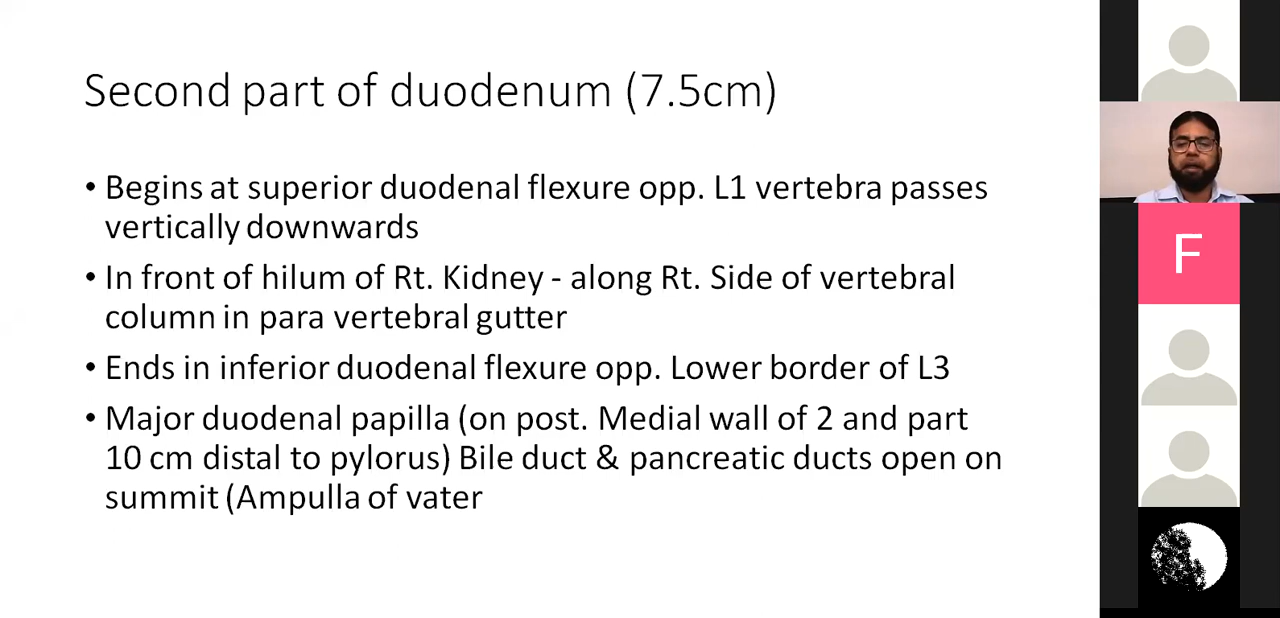 Second part of duodenum (7.5cm)
• Begins at superior duodenal flexure opp. L1 vertebra passes
vertically downwards
• In front of hilum of Rt. Kidney - along Rt. Side of vertebral
column in para vertebral gutter
• Ends in inferior duodenal flexure opp. Lower border of L3
• Major duodenal papilla (on post. Medial wall of 2 and part
10 cm distal to pylorus) Bile duct & pancreatic ducts open on
summit (Ampulla of vater
F